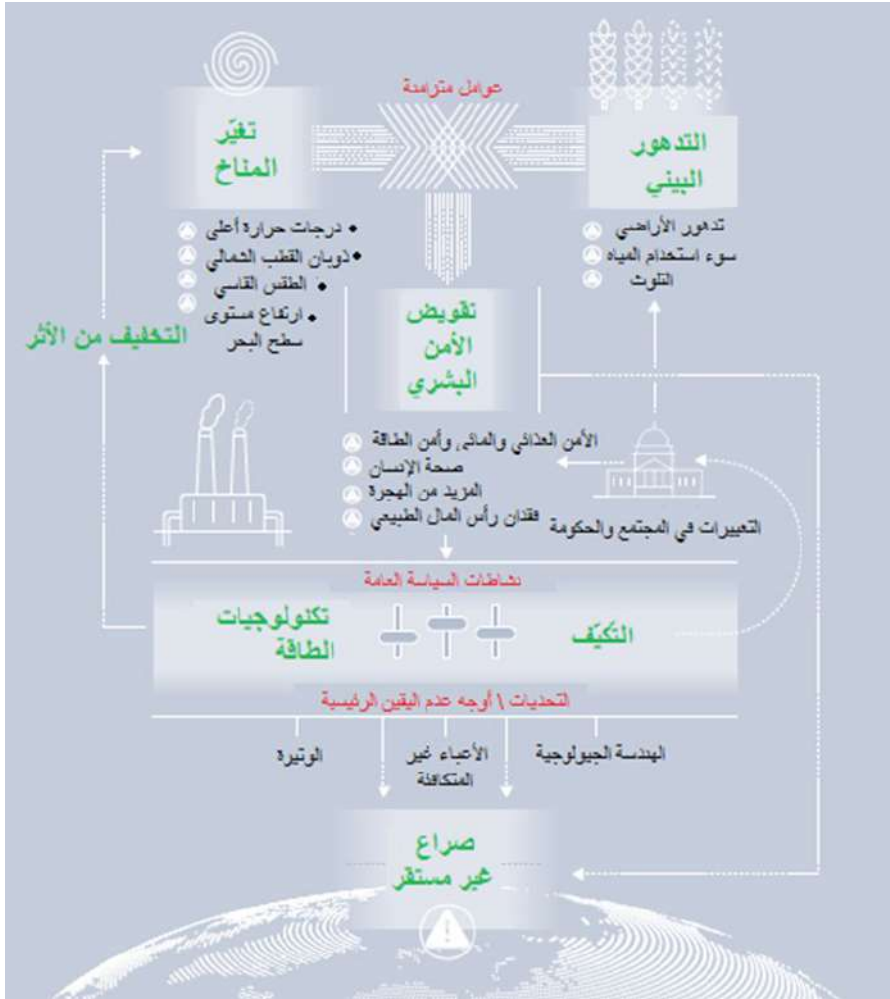 عوامل متزامنة
التدهور
البيئي
تدهور الأراضي
سوء استخدام المياه
التلوث
تغيّر
المناخ
• درجات حرارة أعلى
• ذوبان القطب الشمالي
• الطقس القاسي
• ارتفاع مستوى
سطح البحر
التخفيف من الأثر
تقويض
الأمن
البشري
الأمن الغذائي والمائي وأمن الطاقة
صحة الإنسان
المزيد من الهجرة
فقدان رأس المال الطبيعي
التغييرات في المجتمع والحكومة
نشاطات السياسة العامة
التكيّف
تكنولوجيات
الطاقة
التحديات \ أوجه عدم اليقين الرئيسية
الهندسة الجيولوجية
الأعباء غير
المتكافئة
الوتيرة
صراع
غير مستقر